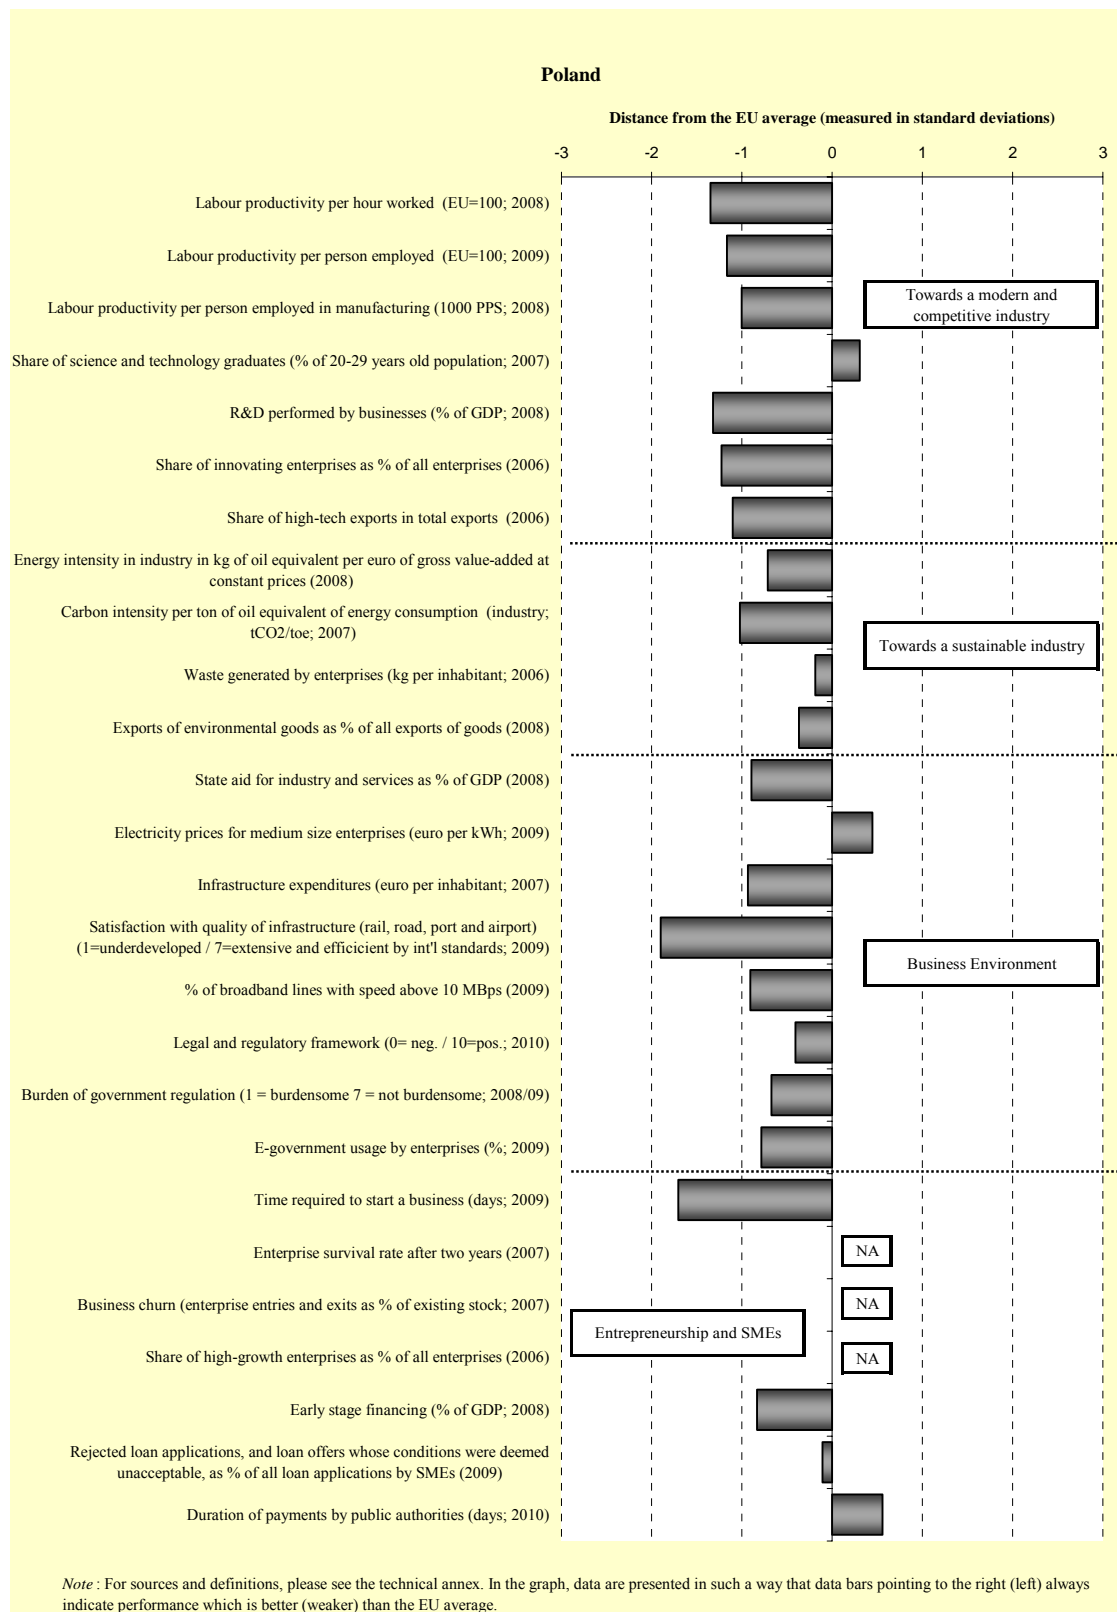 Poland
Distance from the EU average (measured in standard deviations)
-3 -2 -1 0 1 2 3
Labour productivity per hour worked (EU=100; 2008)
Labour productivity per person employed (EU=100; 2009)
Labour productivity per person employed in manufacturing (1000 PPS; 2008)
Towards a modern and
competitive industry
Share of science and technology graduates (% of 20-29 years old population; 2007)
R&D performed by businesses (% of GDP; 2008)
Share of innovating enterprises as % of all enterprises (2006)
Share of high-tech exports in total exports (2006)
Energy intensity in industry in kg of oil equivalent per euro of gross value-added at
constant prices (2008)
Carbon intensity per ton of oil equivalent of energy consumption (industry;
tCO2/toe; 2007)
Towards a sustainable industry
Waste generated by enterprises (kg per inhabitant; 2006)
Exports of environmental goods as % of all exports of goods (2008)
State aid for industry and services as % of GDP (2008)
Electricity prices for medium size enterprises (euro per kWh; 2009)
Infrastructure expenditures (euro per inhabitant; 2007)
Satisfaction with quality of infrastructure (rail, road, port and airport)
(1=underdeveloped / 7=extensive and efficicient by int'l standards; 2009)
Business Environment
% of broadband lines with speed above 10 MBps (2009)
Legal and regulatory framework (0= neg. / 10=pos.; 2010)
Burden of government regulation (1 = burdensome 7 = not burdensome; 2008/09)
E-government usage by enterprises (%; 2009)
Time required to start a business (days; 2009)
Enterprise survival rate after two years (2007)
NA
Business churn (enterprise entries and exits as % of existing stock; 2007)
NA
Entrepreneurship and SMEs
Share of high-growth enterprises as % of all enterprises (2006)
NA
Early stage financing (% of GDP; 2008)
Rejected loan applications, and loan offers whose conditions were deemed
unacceptable, as % of all loan applications by SMEs (2009)
Duration of payments by public authorities (days; 2010)
Note : For sources and definitions, please see the technical annex. In the graph, data are presented in such a way that data bars pointing to the right (left) always
indicate performance which is better (weaker) than the EU average.